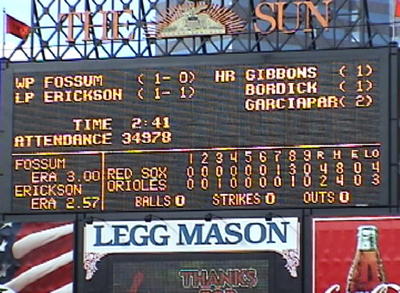 THE SUN
WP FOSSUM ( 1- 0) HR GIBBONS ( 1)
LP ERICKSON ( 1- 1) BORDICK ( 1)
GARCIAPAR( 2)
TIME 2:41
ATTENDANCE 34978
1 2 3 4 5 6 7 8 9 R H E LO
FOSSUM
ERA 3.00
RED SOX 0 0 0 0 0 0 1 3 0 4 8 0 4
ERICKSON
ERA 2.57
ORIOLES 0 0 1 0 0 0 1 0 0 2 4 0 3
BALLS 0 STRIKES 0 OUTS 0
LEGG MASON
THANKS
FOR